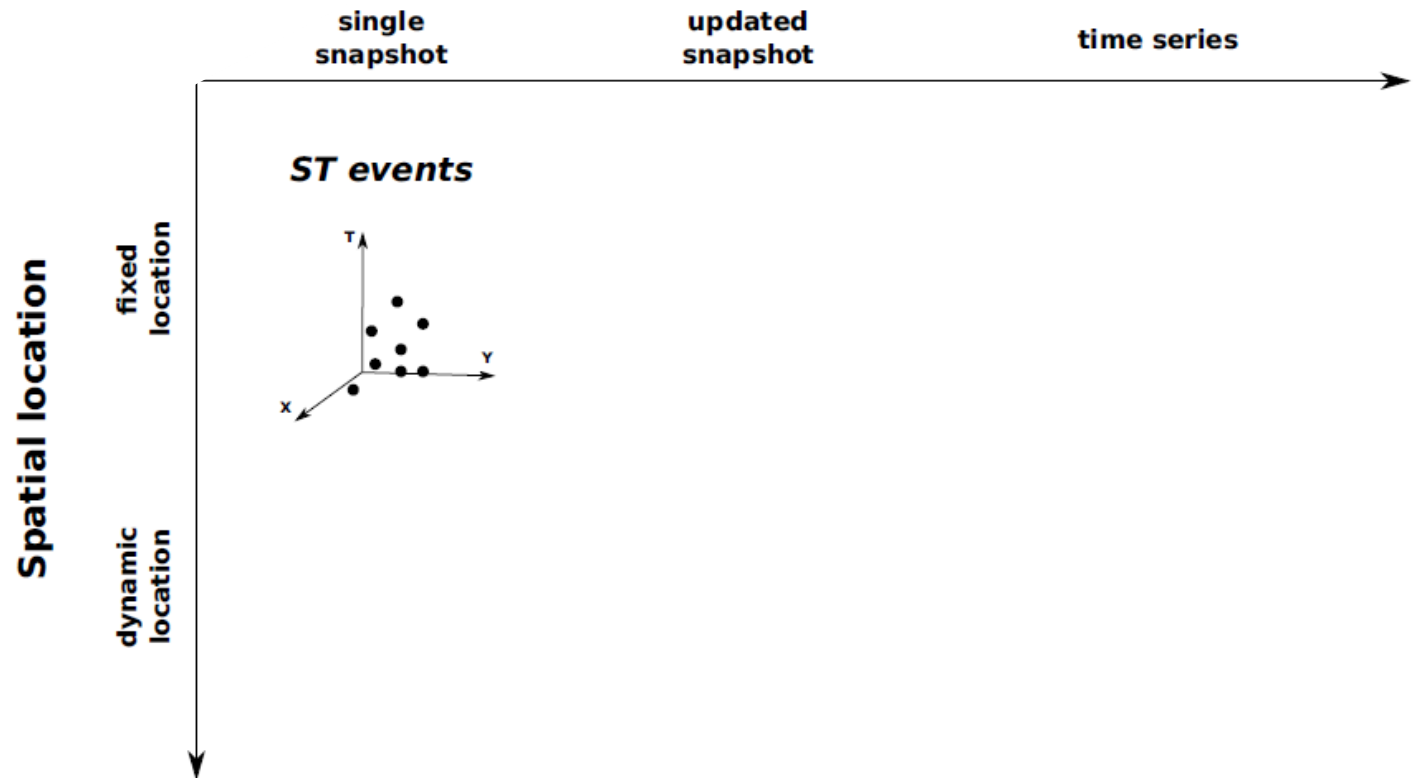 single
snapshot
updated
snapshot
time series
ST events
Spatial location
fixed
location
dynamic
location
T
Y
X